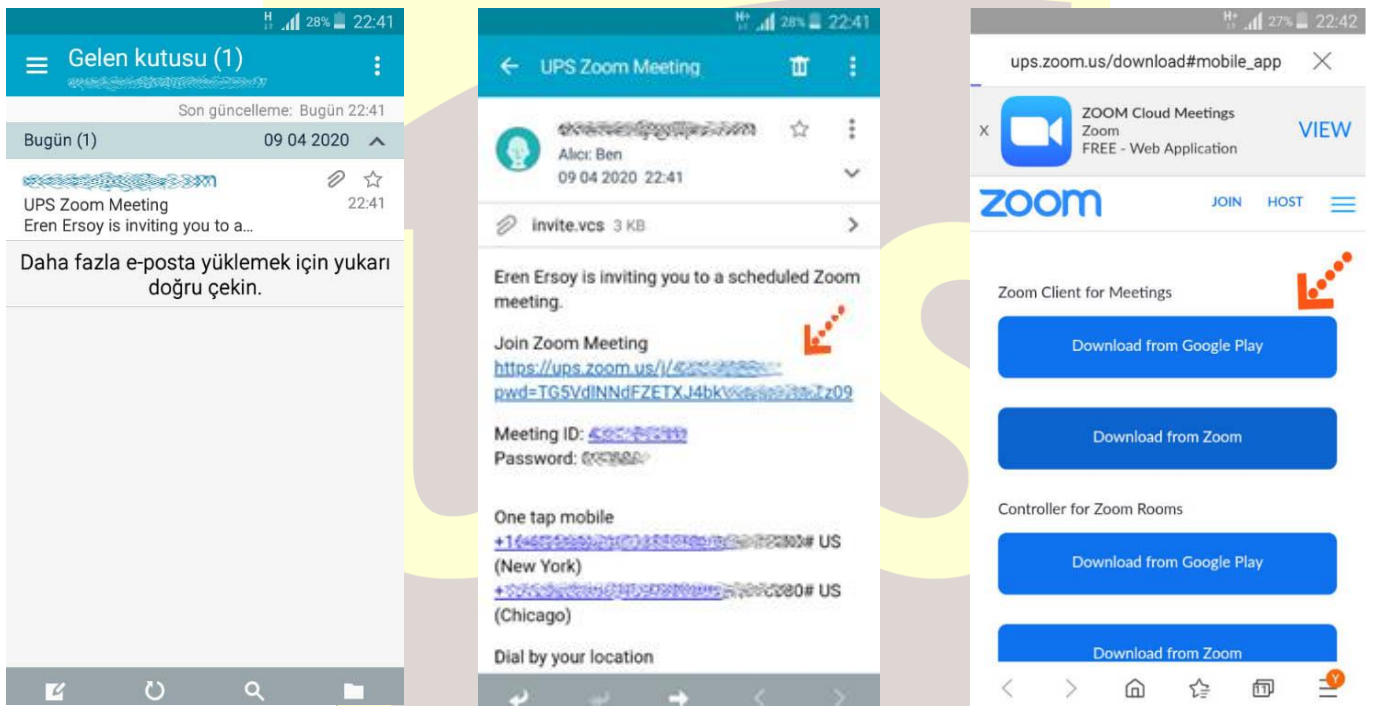 H 28% 22:41
Gelen kutusu (1)
Son güncelleme: Bugün 22:41
Bugün (1) 09 04 2020
UPS Zoom Meeting 22:41
Eren Ersoy is inviting you to a...
Daha fazla e-posta yüklemek için yukarı
doğru çekin.
H+ 28% 22:41
UPS Zoom Meeting
Alıcı: Ben
09 04 2020 22:41
invite.vcs 3 KB
Eren Ersoy is inviting you to a scheduled Zoom
meeting.
Join Zoom Meeting
https://ups.zoom.us/j/
Meeting ID:
Password:
One tap mobile
+1 # US
(New York)
+ 280# US
(Chicago)
Dial by your location
H+ 27% 22:42
ups.zoom.us/download#mobile_app
x
ZOOM Cloud Meetings
Zoom
FREE - Web Application
VIEW
zoom JOIN HOST
Zoom Client for Meetings
Download from Google Play
Download from Zoom
Controller for Zoom Rooms
Download from Google Play
Download from Zoom
11 Y